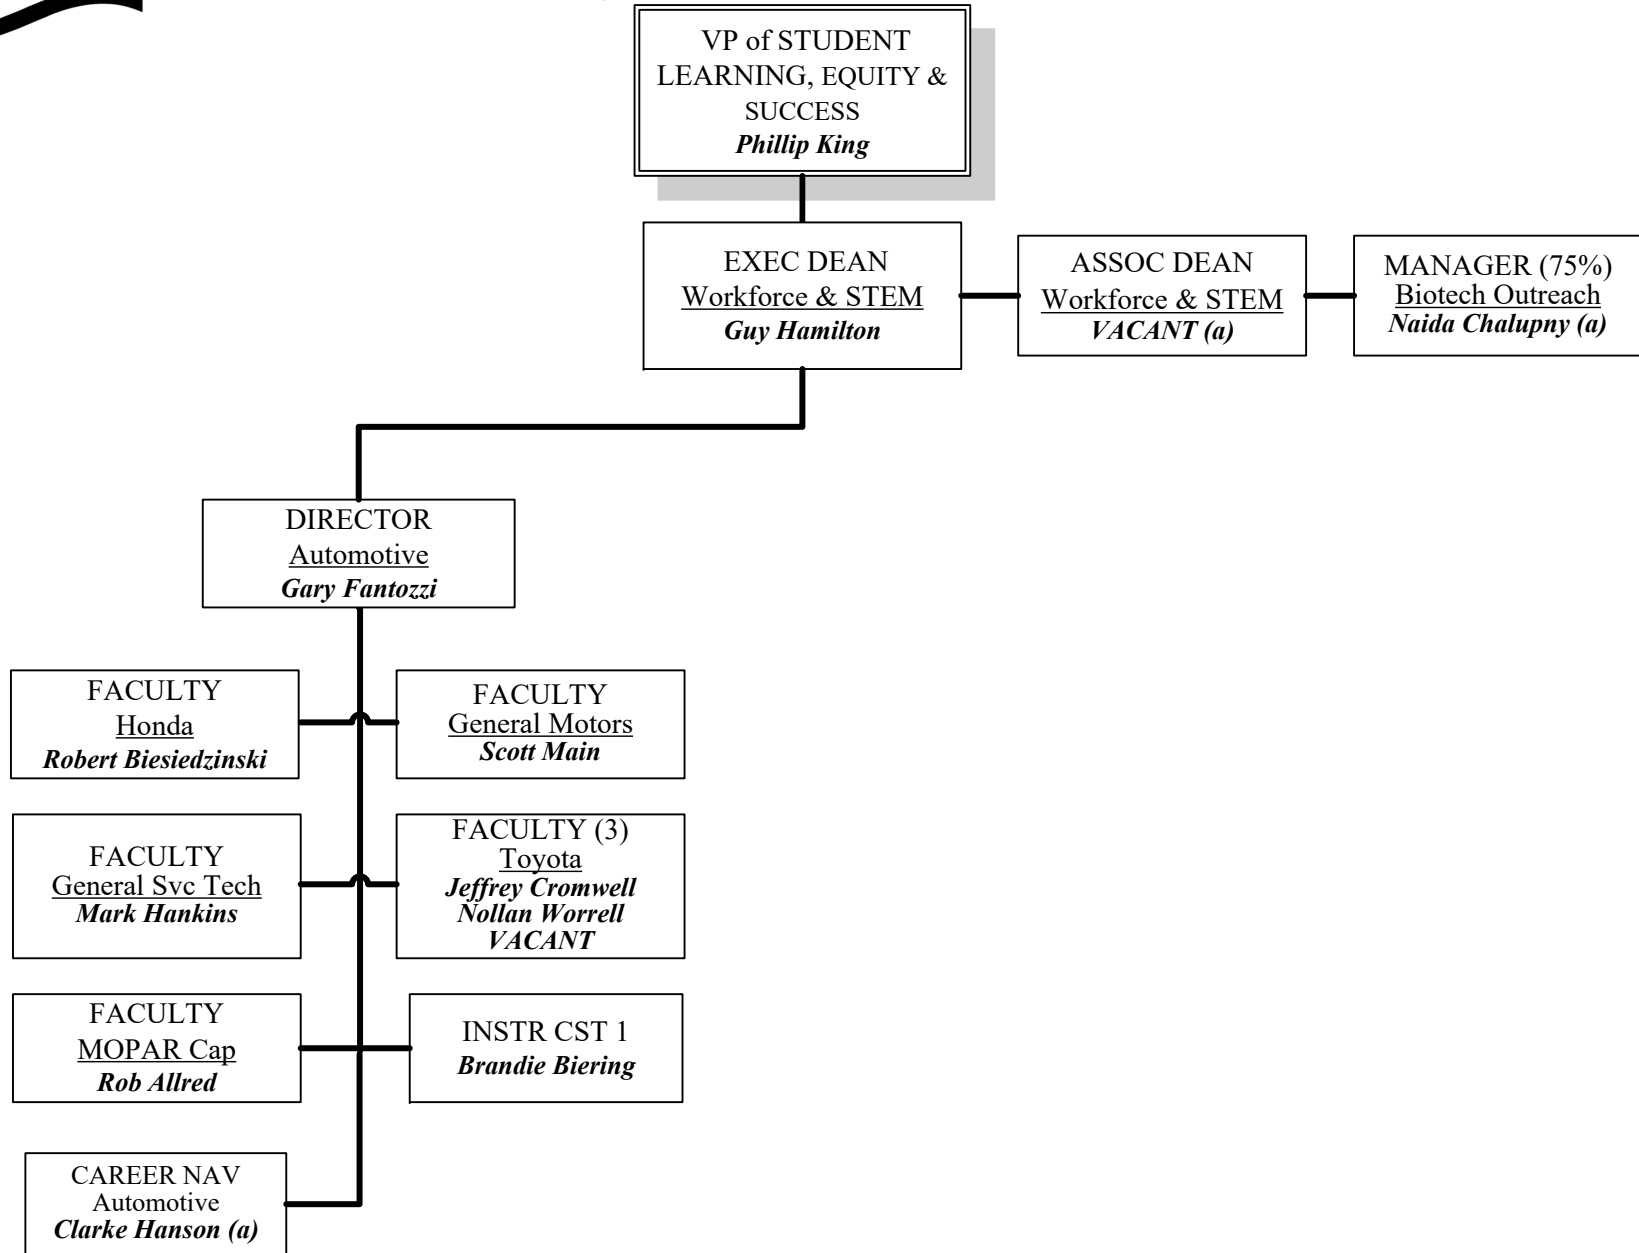 VP of STUDENT
LEARNING, EQUITY &
SUCCESS
Phillip King
EXEC DEAN
Workforce & STEM
Guy Hamilton
ASSOC DEAN
Workforce & STEM
VACANT (a)
MANAGER (75%)
Biotech Outreach
Naida Chalupny (a)
DIRECTOR
Automotive
Gary Fantozzi
FACULTY
Honda
Robert Biesiedzinski
FACULTY
General Motors
Scott Main
FACULTY
General Svc Tech
Mark Hankins
FACULTY (3)
Toyota
Jeffrey Cromwell
Nollan Worrell
VACANT
FACULTY
MOPAR Cap
Rob Allred
INSTR CST 1
Brandie Biering
CAREER NAV
Automotive
Clarke Hanson (a)